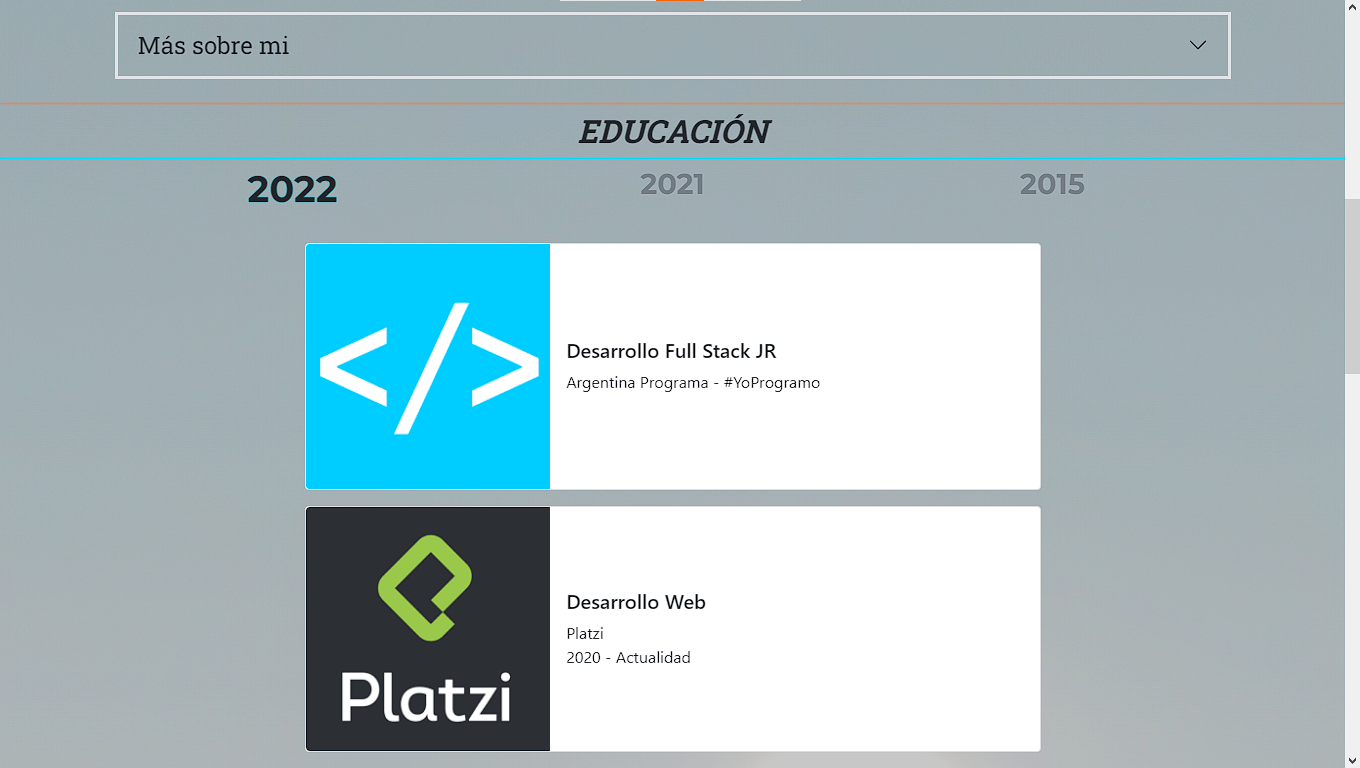 Más sobre mi
EDUCACIÓN
2022 2021 2015
</>
Desarrollo Full Stack JR
Argentina Programa - #YoProgramo
Platzi
Desarrollo Web
Platzi
2020 - Actualidad